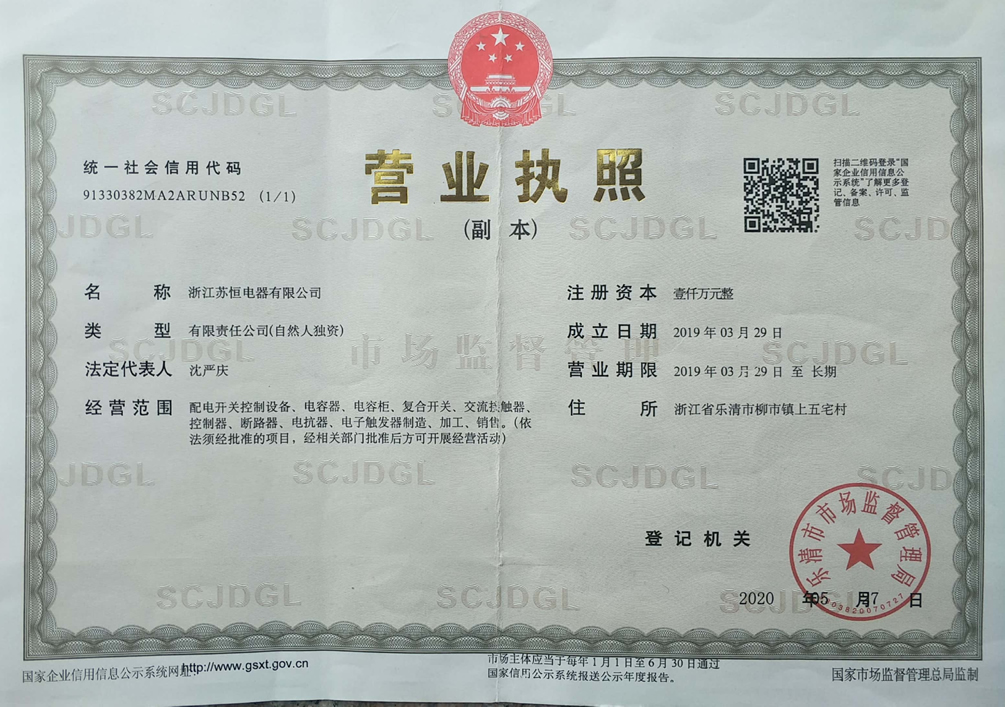 统一社会信用代码
91330382MA2ARUNB52 (1/1)
营业执照
(副 本)
扫描二维码登录“国
家企业信用信息公
示系统”了解更多登
记、备案、许可、监
管信息
名 称 浙江苏恒电器有限公司
类 型 有限责任公司(自然人独资)
法定代表人 沈严庆
经营范围 配电开关控制设备、电容器、电容柜、复合开关、交流接触器、
控制器、断路器、电抗器、电子触发器制造、加工、销售。(依
法须经批准的项目，经相关部门批准后方可开展经营活动)
注册资本 壹仟万元整
成立日期 2019年03月29日
营业期限 2019年03月29日 至 长期
住 所 浙江省乐清市柳市镇上五宅村
登记机关
乐清市市场监督管理局
2020 年05 月7 日
SCJDGL
市场监督管理
国家企业信用信息公示系统网址:http://www.gsxt.gov.cn
市场主体应当于每年1月1日至6月30日通过
国家信用公示系统报送公示年度报告。
国家市场监督管理总局监制